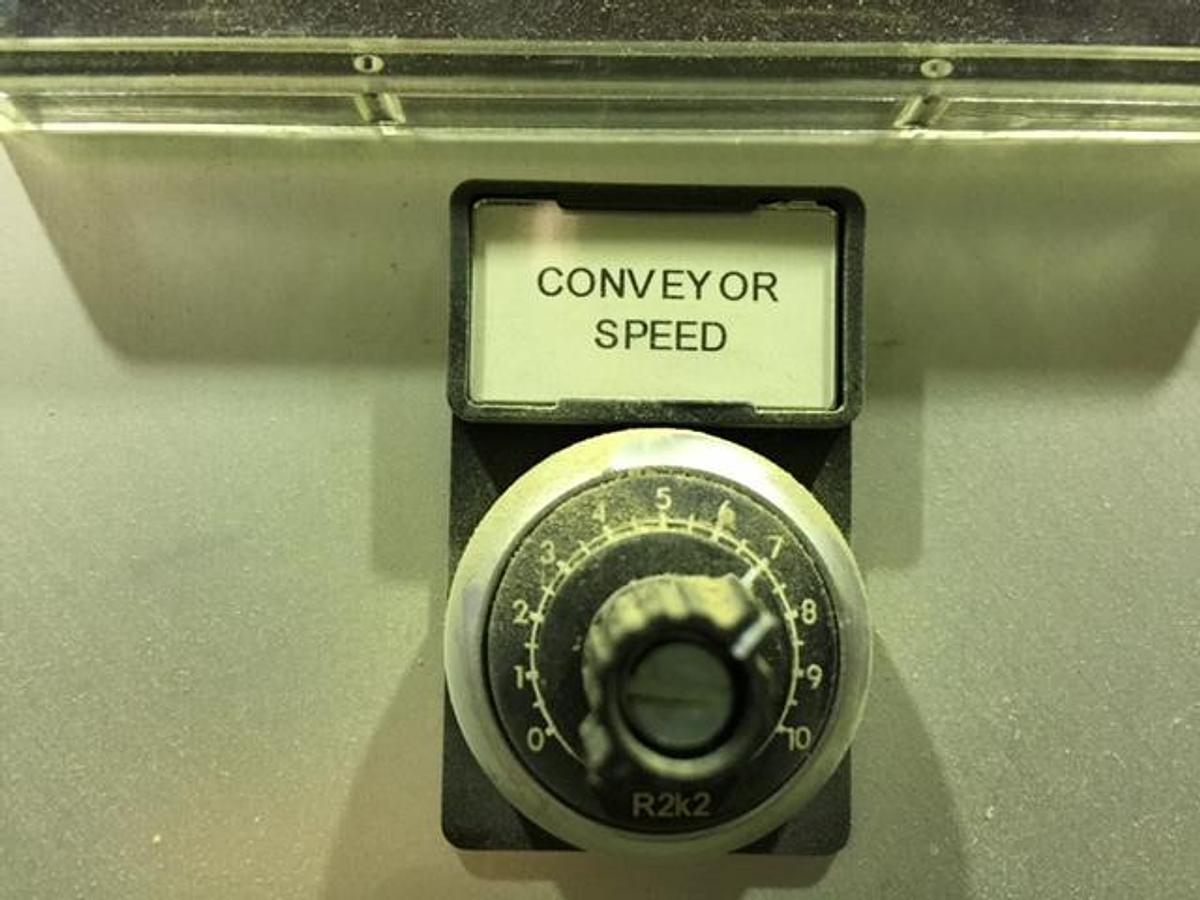 CONVEYOR
SPEED
0 1 2 3 4 5 6 7 8 9 10
R2k2